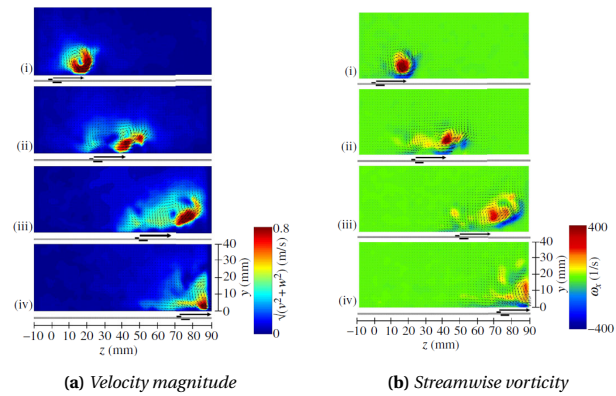 (i)
(ii)
(iii)
(iv)
0.8
0
√(v²+w²) (m/s)
40
30
20
10
0
y (mm)
−10 0 10 20 30 40 50 60 70 80 90
z (mm)
(a) Velocity magnitude
(i)
(ii)
(iii)
(iv)
400
−400
ωx (1/s)
40
30
20
10
0
y (mm)
−10 0 10 20 30 40 50 60 70 80 90
z (mm)
(b) Streamwise vorticity